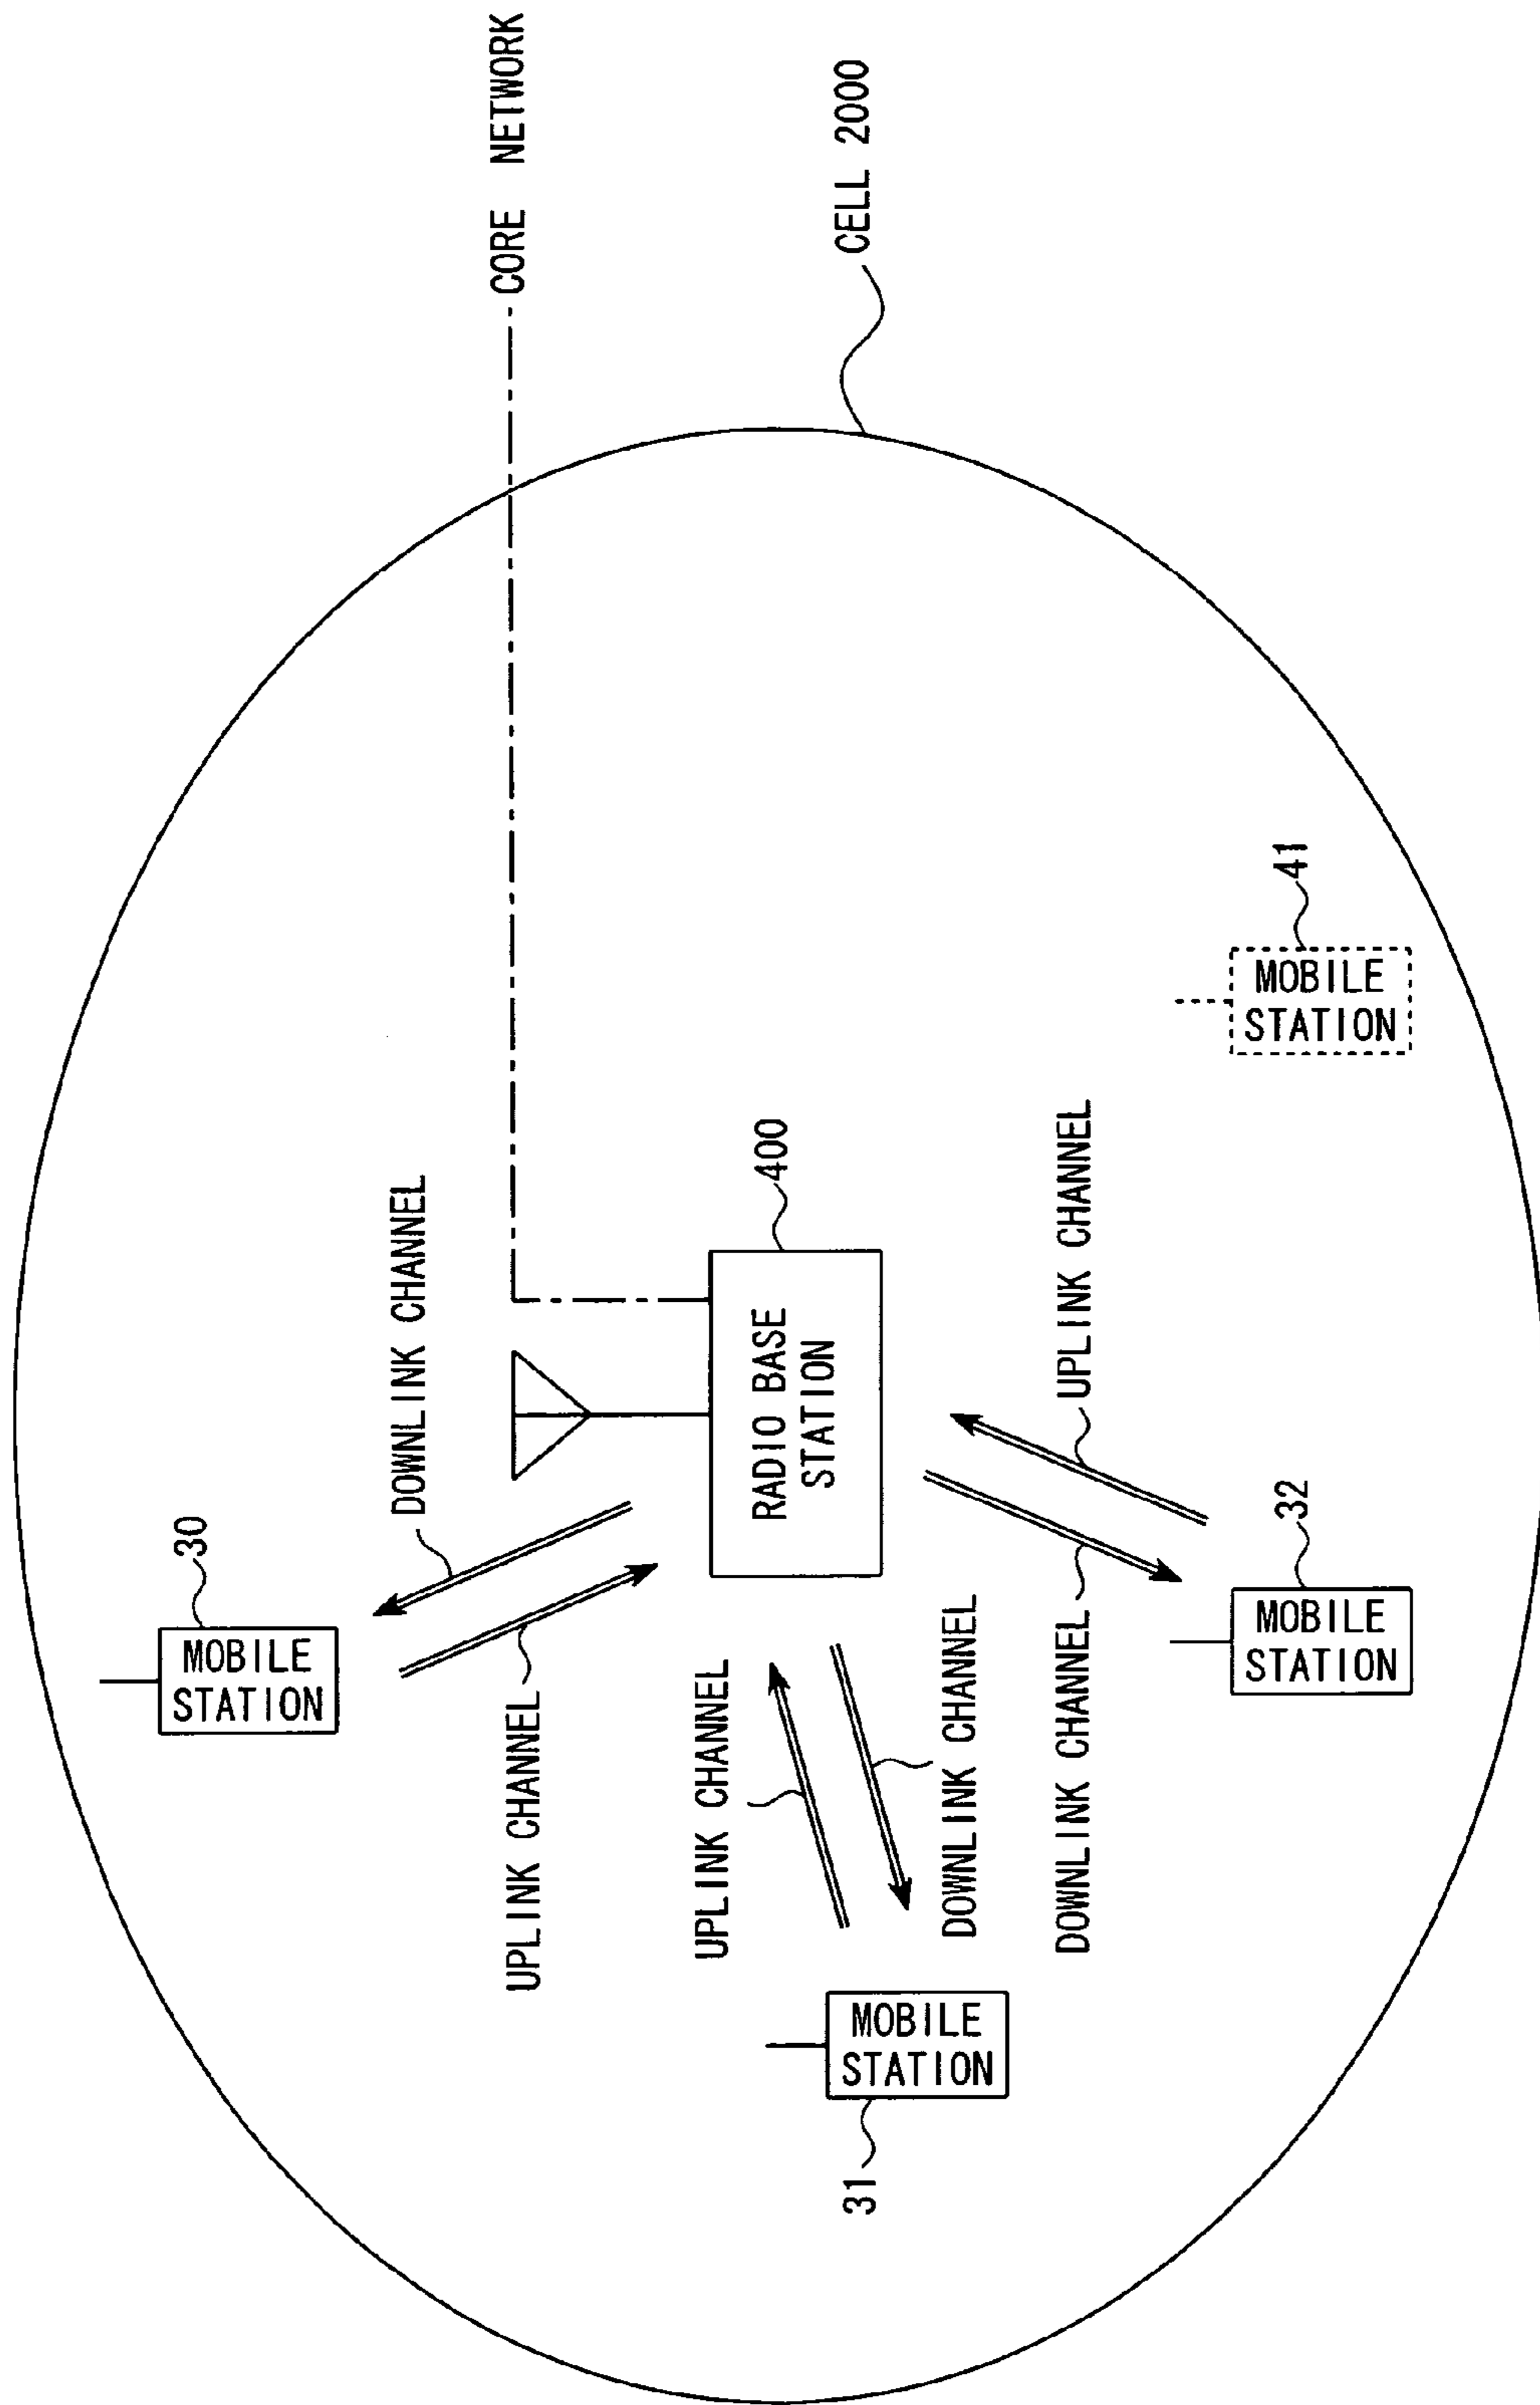 CORE NETWORK
CELL 2000
30
MOBILE
STATION
DOWNLINK CHANNEL
UPLINK CHANNEL
400
RADIO BASE
STATION
UPLINK CHANNEL
DOWNLINK CHANNEL
31
MOBILE
STATION
UPLINK CHANNEL
DOWNLINK CHANNEL
32
MOBILE
STATION
41
MOBILE
STATION